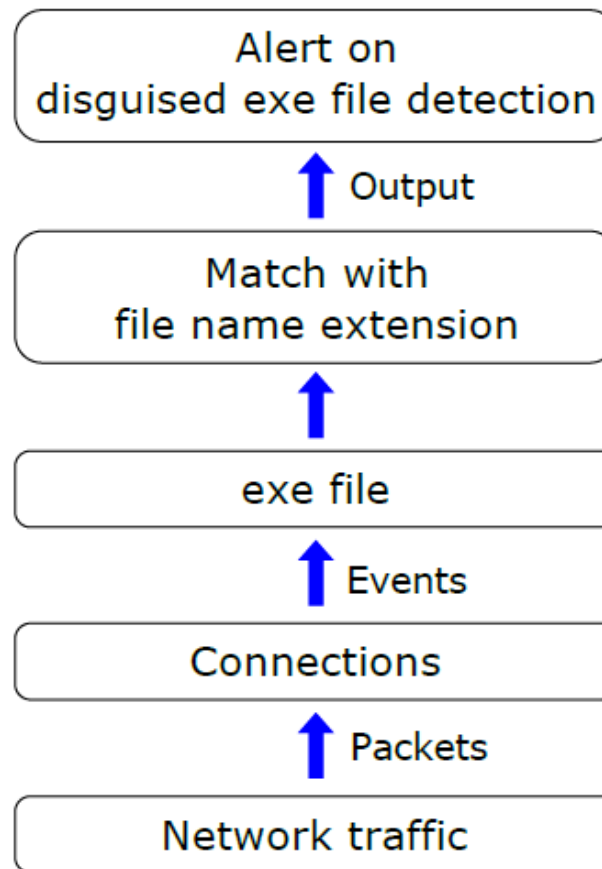 Alert on
disguised exe file detection
Output
Match with
file name extension
exe file
Events
Connections
Packets
Network traffic